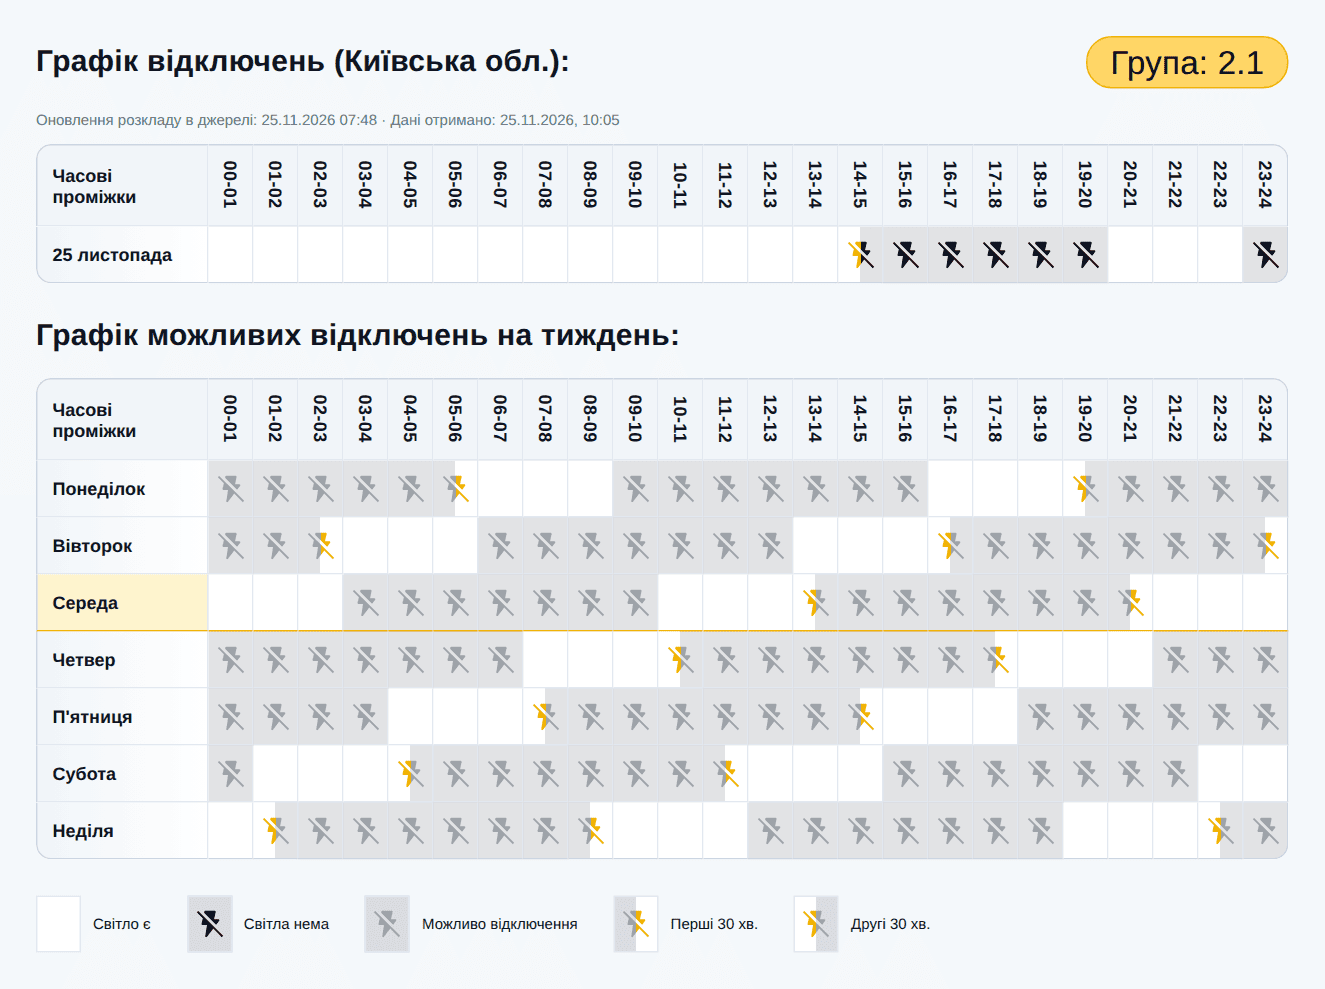 Графік відключень (Київська обл.):
Група: 2.1
Оновлення розкладу в джерелі: 25.11.2026 07:48 · Дані отримано: 25.11.2026, 10:05
Часові проміжки 00-01 01-02 02-03 03-04 04-05 05-06 06-07 07-08 08-09 09-10 10-11 11-12 12-13 13-14 14-15 15-16 16-17 17-18 18-19 19-20 20-21 21-22 22-23 23-24
25 листопада
Графік можливих відключень на тиждень:
Часові проміжки 00-01 01-02 02-03 03-04 04-05 05-06 06-07 07-08 08-09 09-10 10-11 11-12 12-13 13-14 14-15 15-16 16-17 17-18 18-19 19-20 20-21 21-22 22-23 23-24
Понеділок
Вівторок
Середа
Четвер
П'ятниця
Субота
Неділя
Світло є Світла нема Можливо відключення Перші 30 хв. Другі 30 хв.